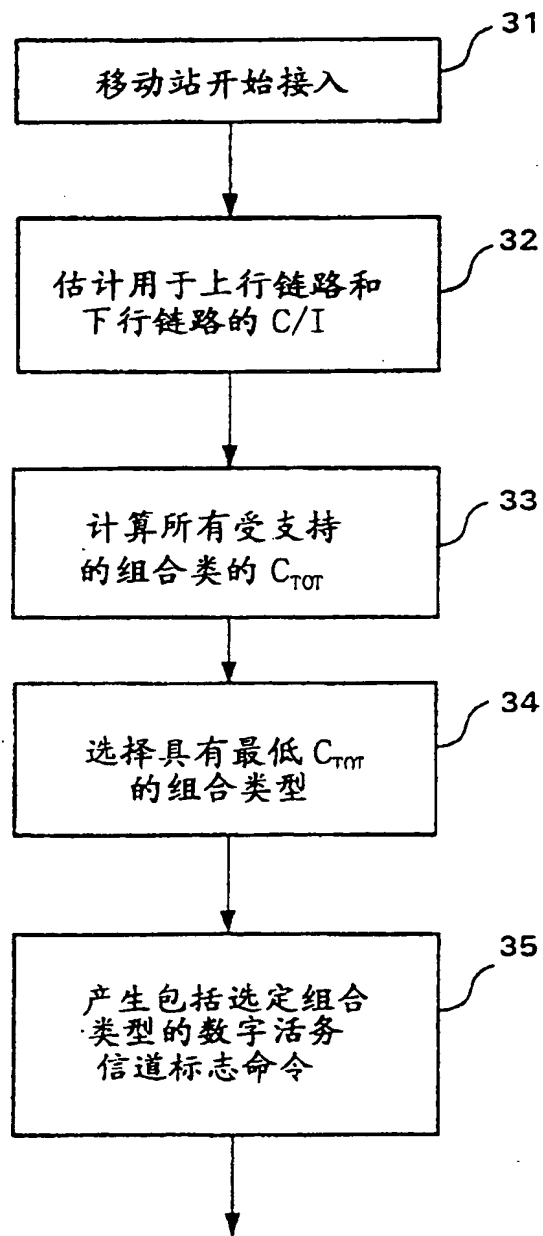 31
移动站开始接入
32
估计用于上行链路和
下行链路的 C/I
33
计算所有受支持
的组合类的 CTOT
34
选择具有最低 CTOT
的组合类型
35
产生包括选定组合
类型的数字活务
信道标志命令